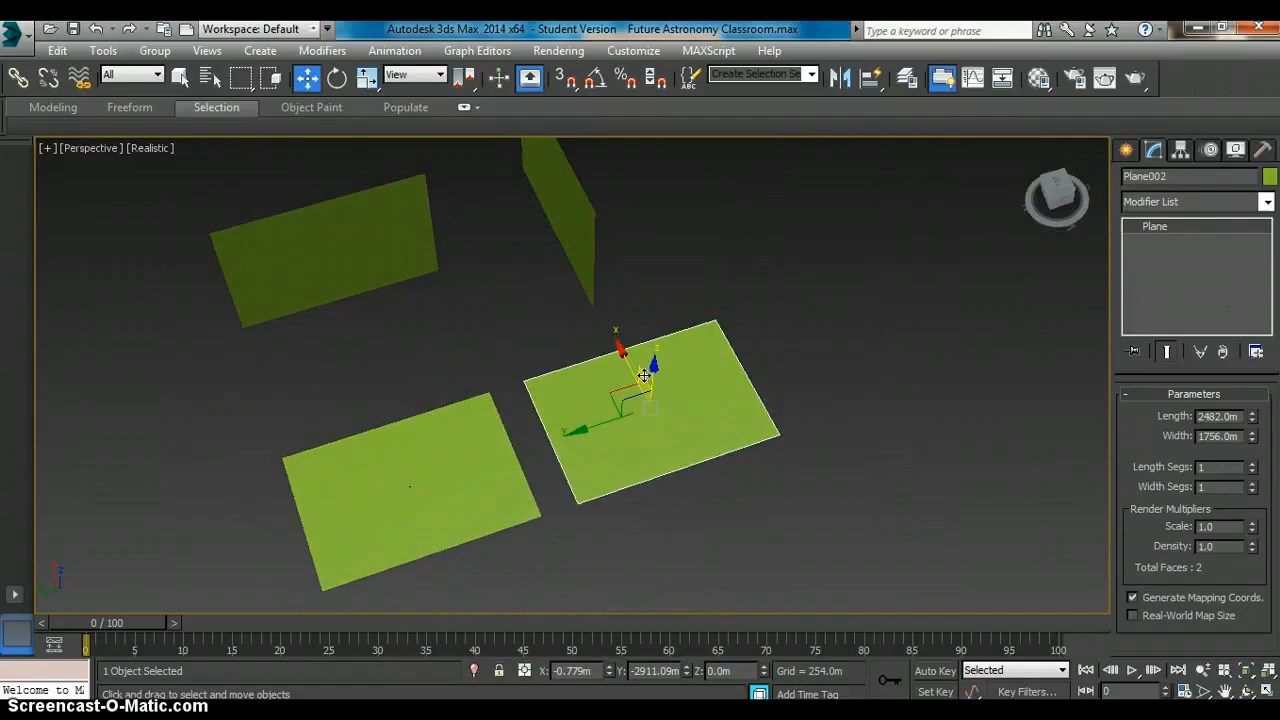 Workspace: Default
Autodesk 3ds Max 2014 x64 - Student Version Future Astronomy Classroom.max
Type a keyword or phrase
Edit Tools Group Views Create Modifiers Animation Graph Editors Rendering Customize MAXScript Help
All
View
Create Selection Se
Modeling Freeform Selection Object Paint Populate
[+] [Perspective] [Realistic]
Plane002
Modifier List
Plane
x
z
y
- Parameters
Length: 2482.0m
Width: 1756.0m
Length Segs: 1
Width Segs: 1
Render Multipliers
Scale: 1.0
Density: 1.0
Total Faces : 2
Generate Mapping Coords.
Real-World Map Size
z
< 0 / 100 >
0 5 10 15 20 25 30 35 40 45 50 55 60 65 70 75 80 85 90 95 100
1 Object Selected
X: -0.779m Y: -2911.09m Z: 0.0m
Grid = 254.0m
Auto Key Selected
Welcome to M
Click and drag to select and move objects
Add Time Tag
Set Key Key Filters...
0
Screencast-O-Matic.com